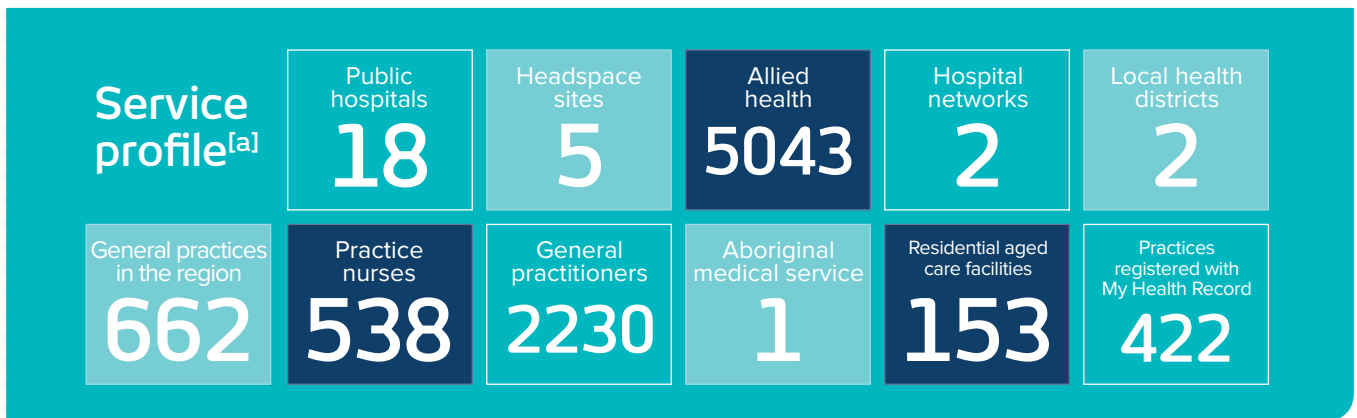 Service
profile[a]
Public
hospitals
18
Headspace
sites
5
Allied
health
5043
Hospital
networks
2
Local health
districts
2
General practices
in the region
662
Practice
nurses
538
General
practitioners
2230
Aboriginal
medical service
1
Residential aged
care facilities
153
Practices
registered with
My Health Record
422